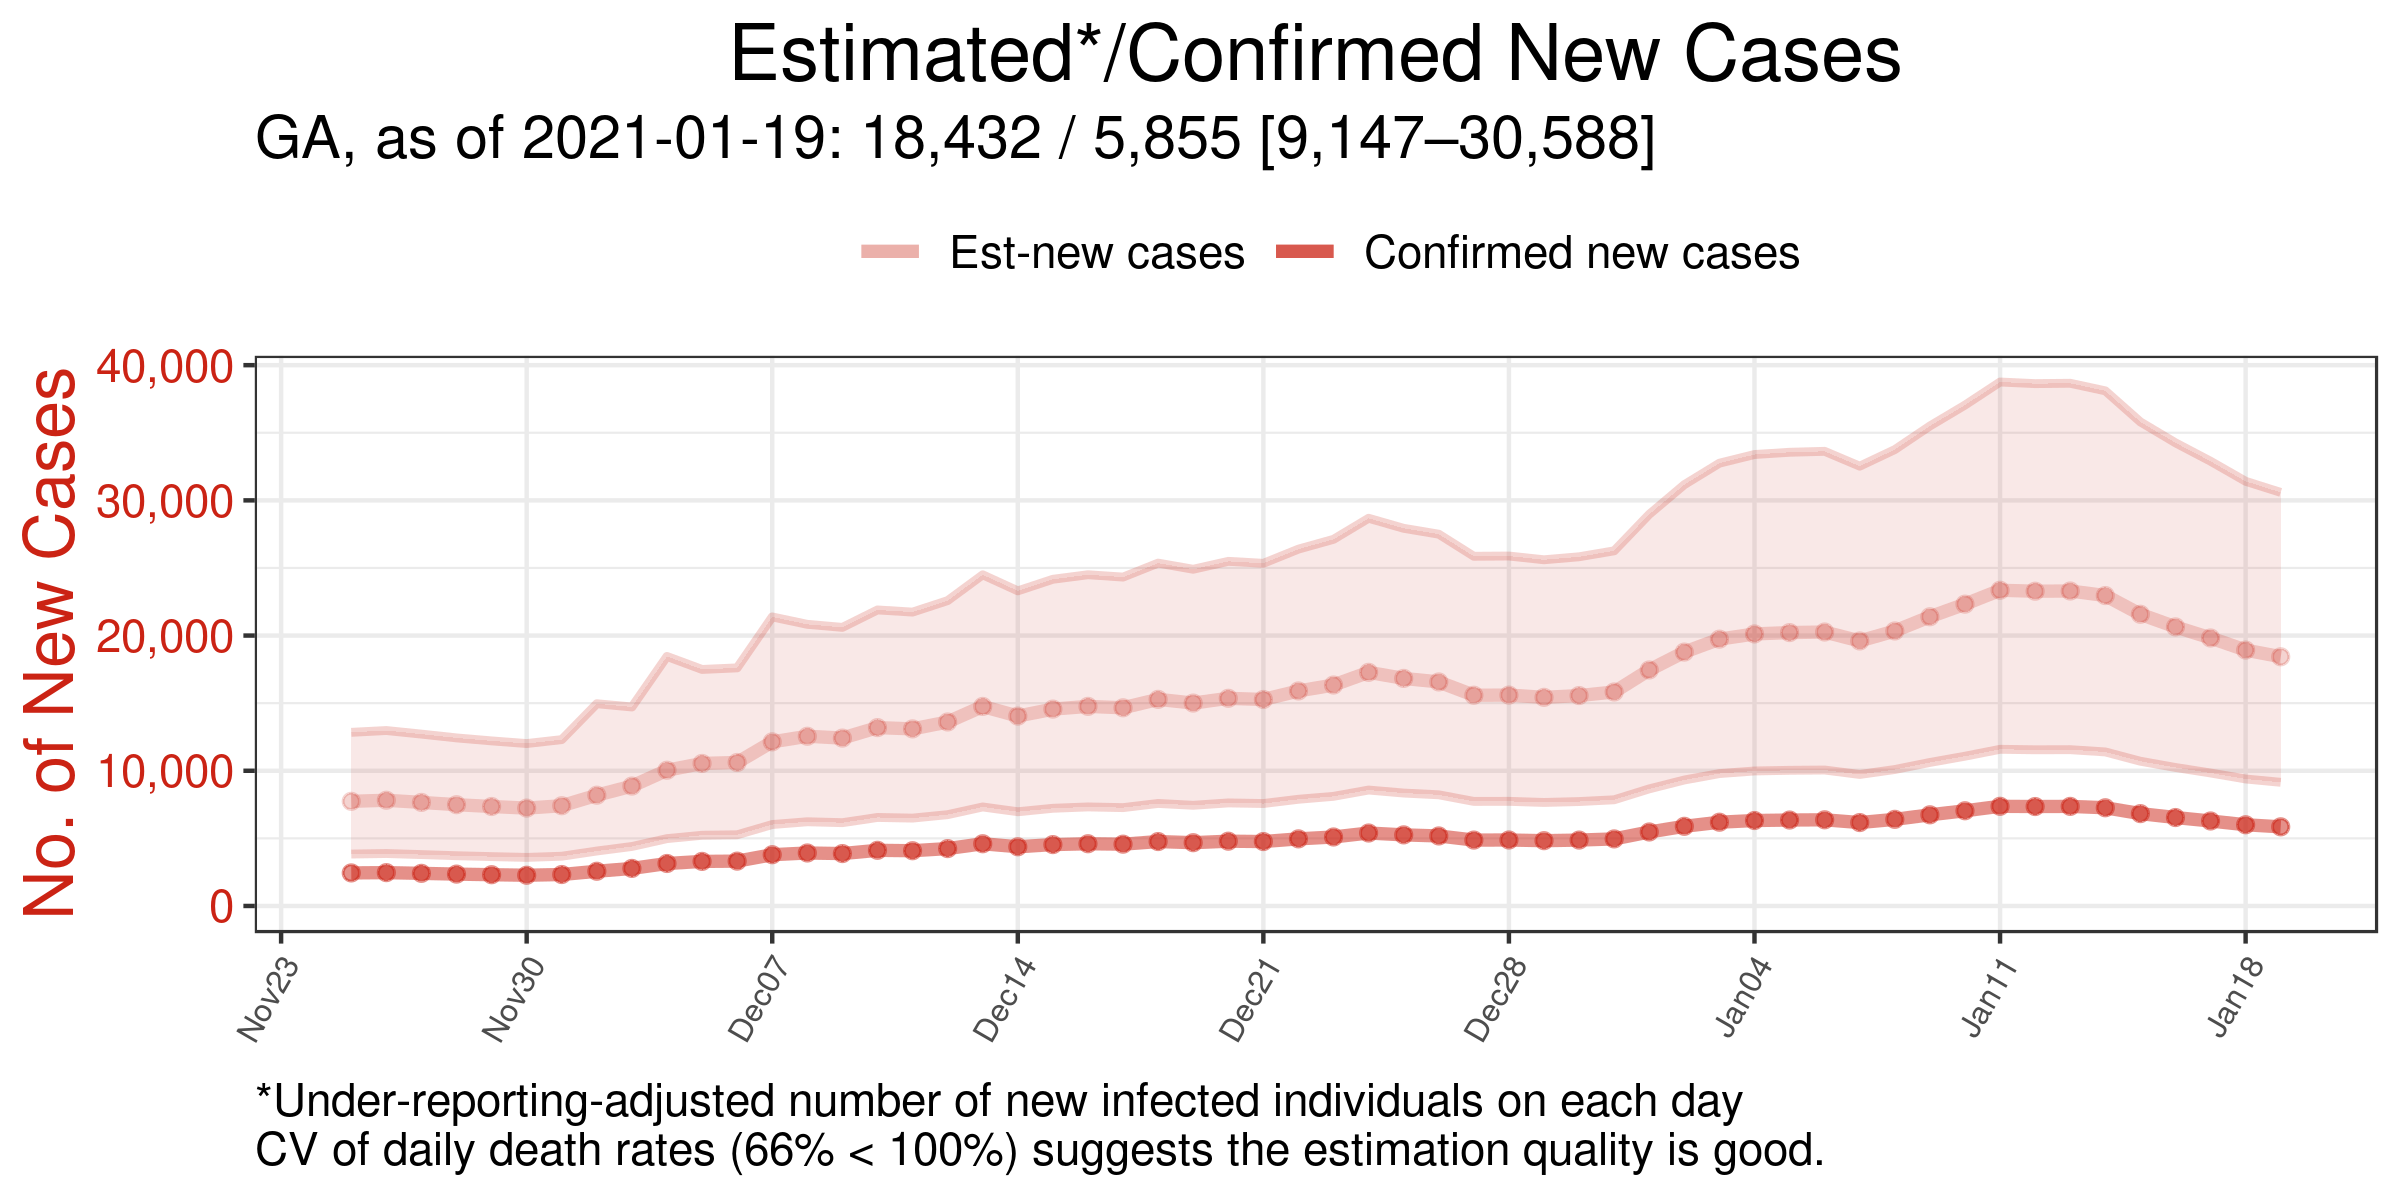 Estimated*/Confirmed New Cases
GA, as of 2021-01-19: 18,432 / 5,855 [9,147–30,588]
Est-new cases
Confirmed new cases
No. of New Cases
40,000
30,000
20,000
10,000
0
Nov23
Nov30
Dec07
Dec14
Dec21
Dec28
Jan04
Jan11
Jan18
*Under-reporting-adjusted number of new infected individuals on each day
CV of daily death rates (66% < 100%) suggests the estimation quality is good.